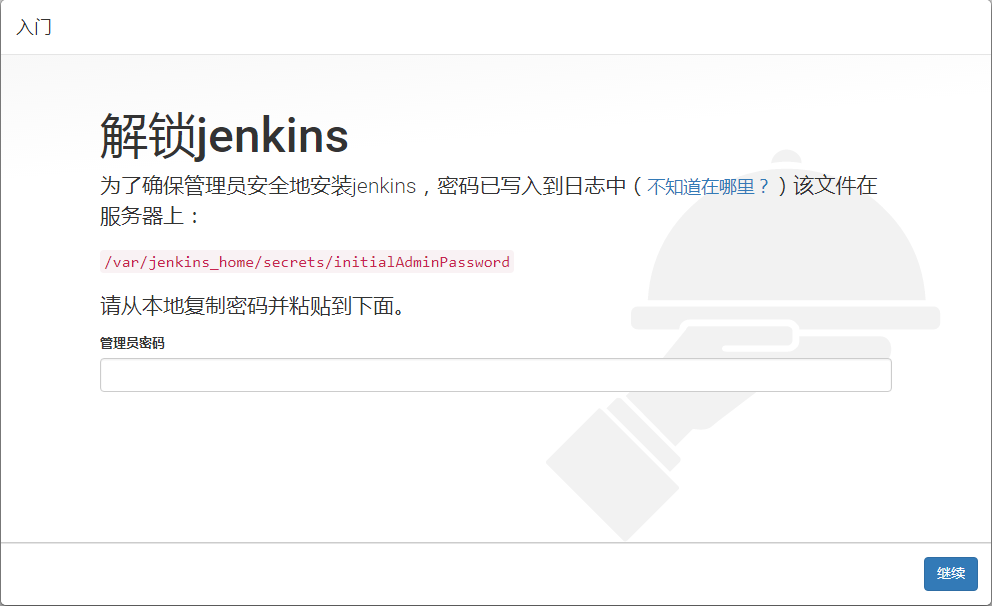 入门
解锁jenkins
为了确保管理员安全地安装jenkins，密码已写入到日志中（不知道在哪里？）该文件在
服务器上：
/var/jenkins_home/secrets/initialAdminPassword
请从本地复制密码并粘贴到下面。
管理员密码
继续